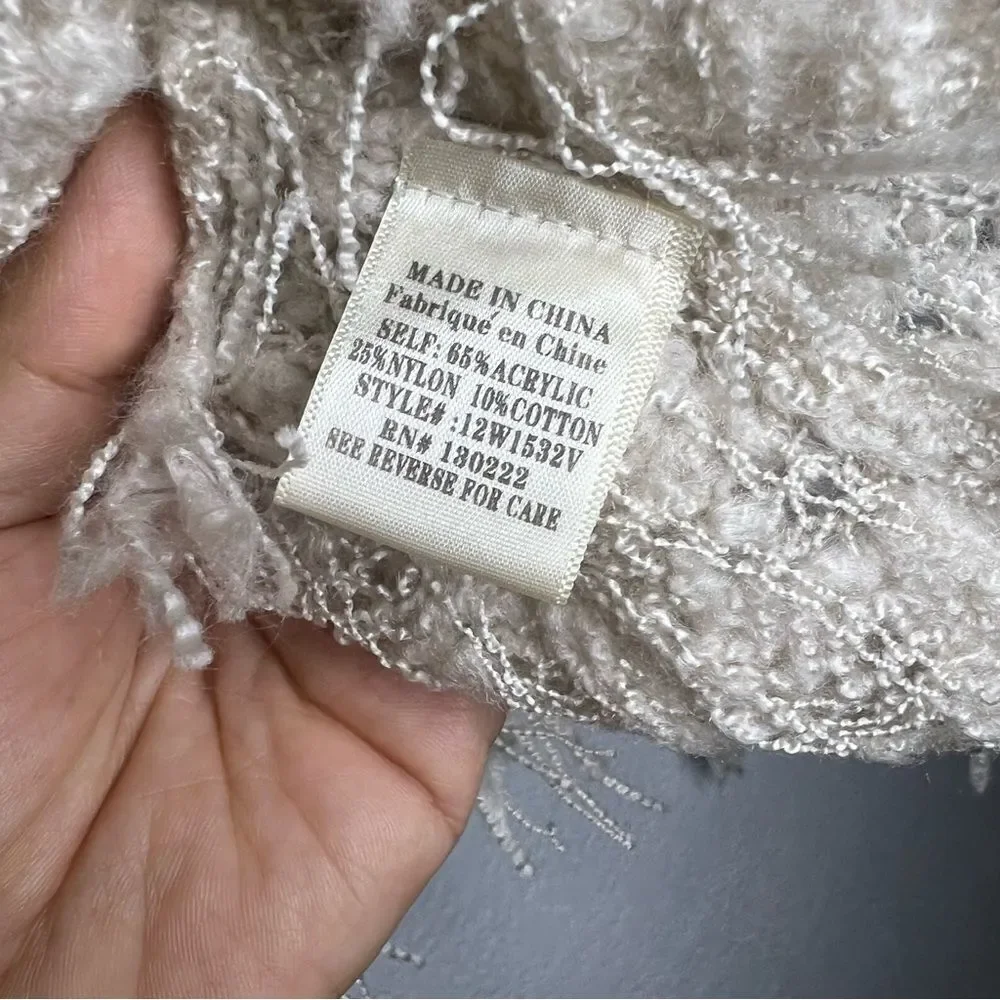 MADE IN CHINA
Fabriqué en Chine
SELF: 65%ACRYLIC
25%NYLON 10%COTTON
STYLE# :12W1532V
RN# 130222
SEE REVERSE FOR CARE